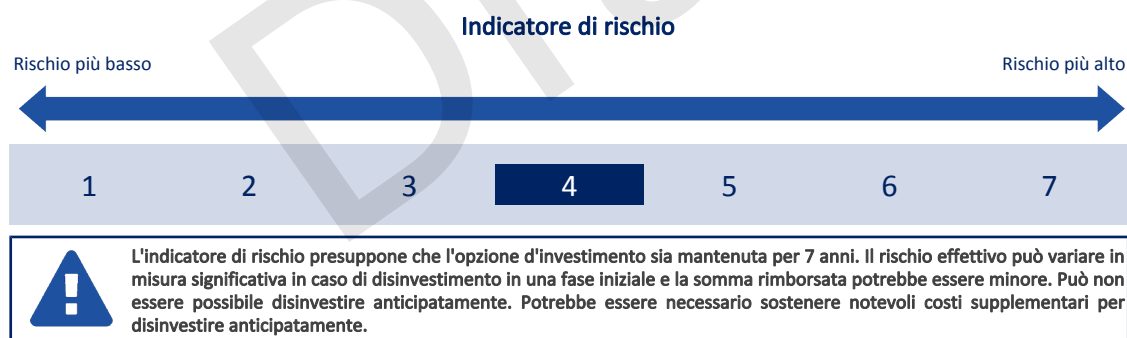 Indicatore di rischio
Rischio più basso
Rischio più alto
1 2 3 4 5 6 7
L'indicatore di rischio presuppone che l'opzione d'investimento sia mantenuta per 7 anni. Il rischio effettivo può variare in
misura significativa in caso di disinvestimento in una fase iniziale e la somma rimborsata potrebbe essere minore. Può non
essere possibile disinvestire anticipatamente. Potrebbe essere necessario sostenere notevoli costi supplementari per
disinvestire anticipatamente.